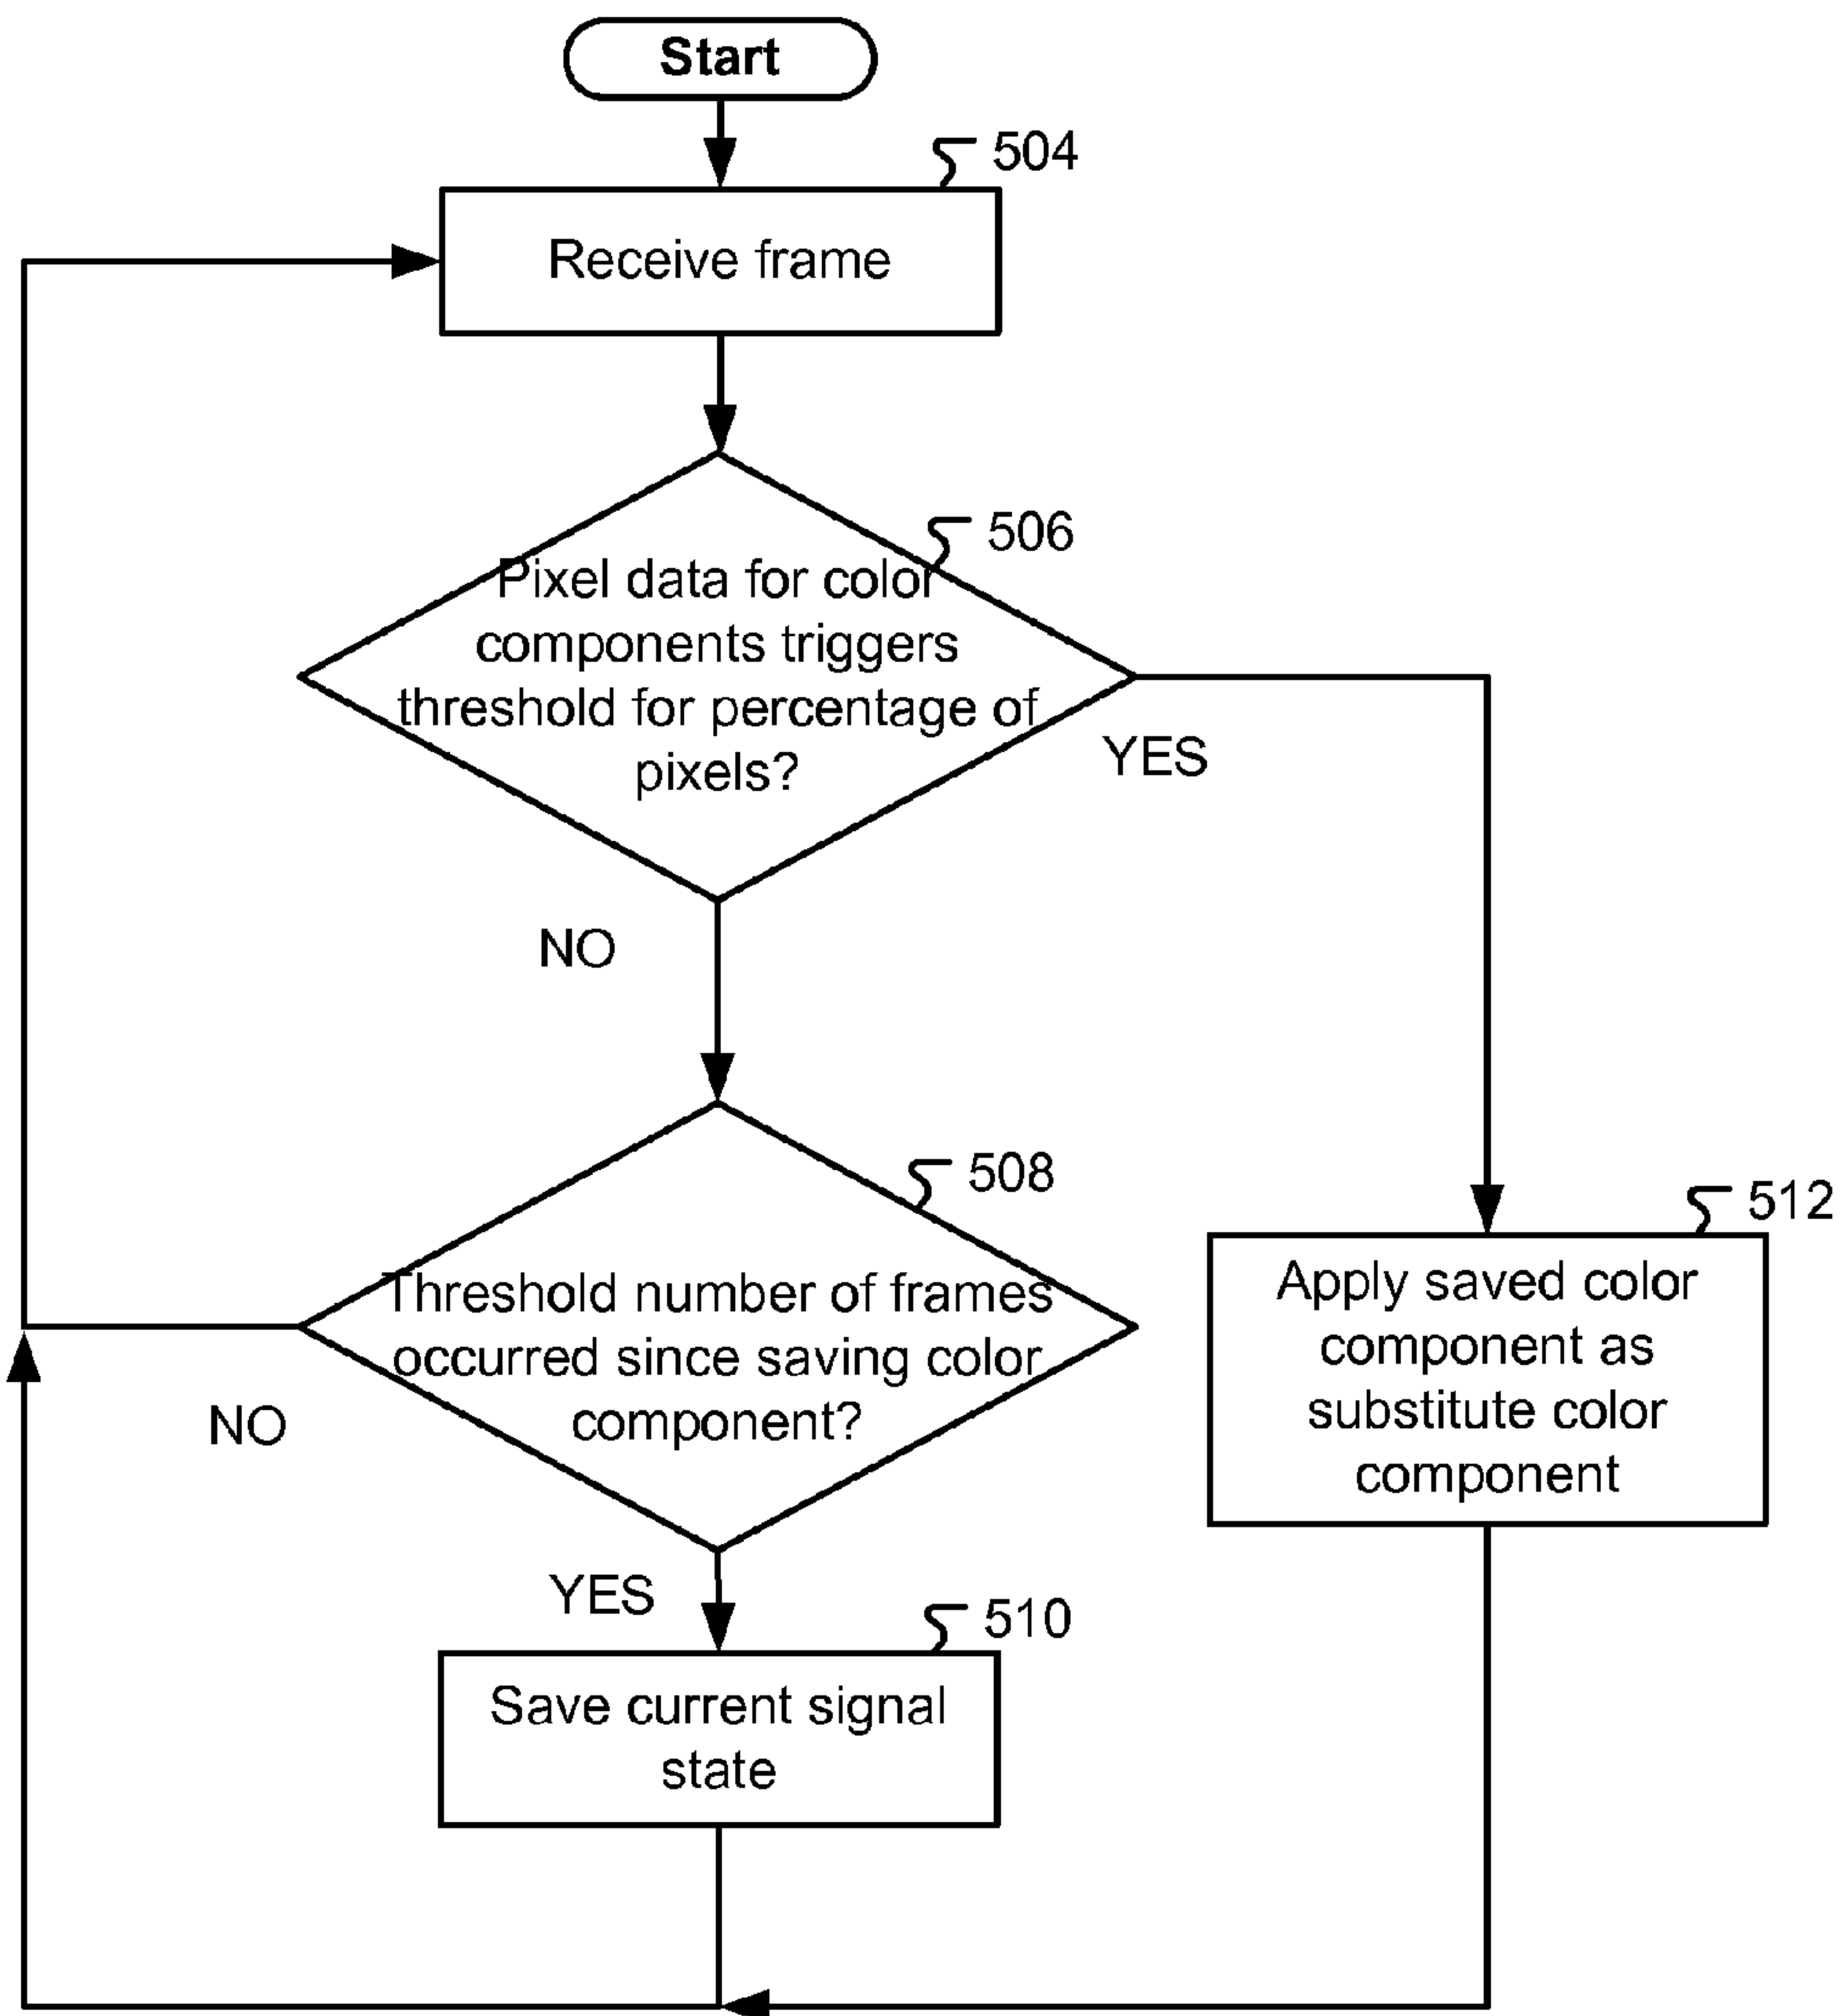 Start
504
Receive frame
506
Pixel data for color
components triggers
threshold for percentage of
pixels?
YES
NO
508
Threshold number of frames
occurred since saving color
component?
NO
YES
512
Apply saved color
component as
substitute color
component
510
Save current signal
state